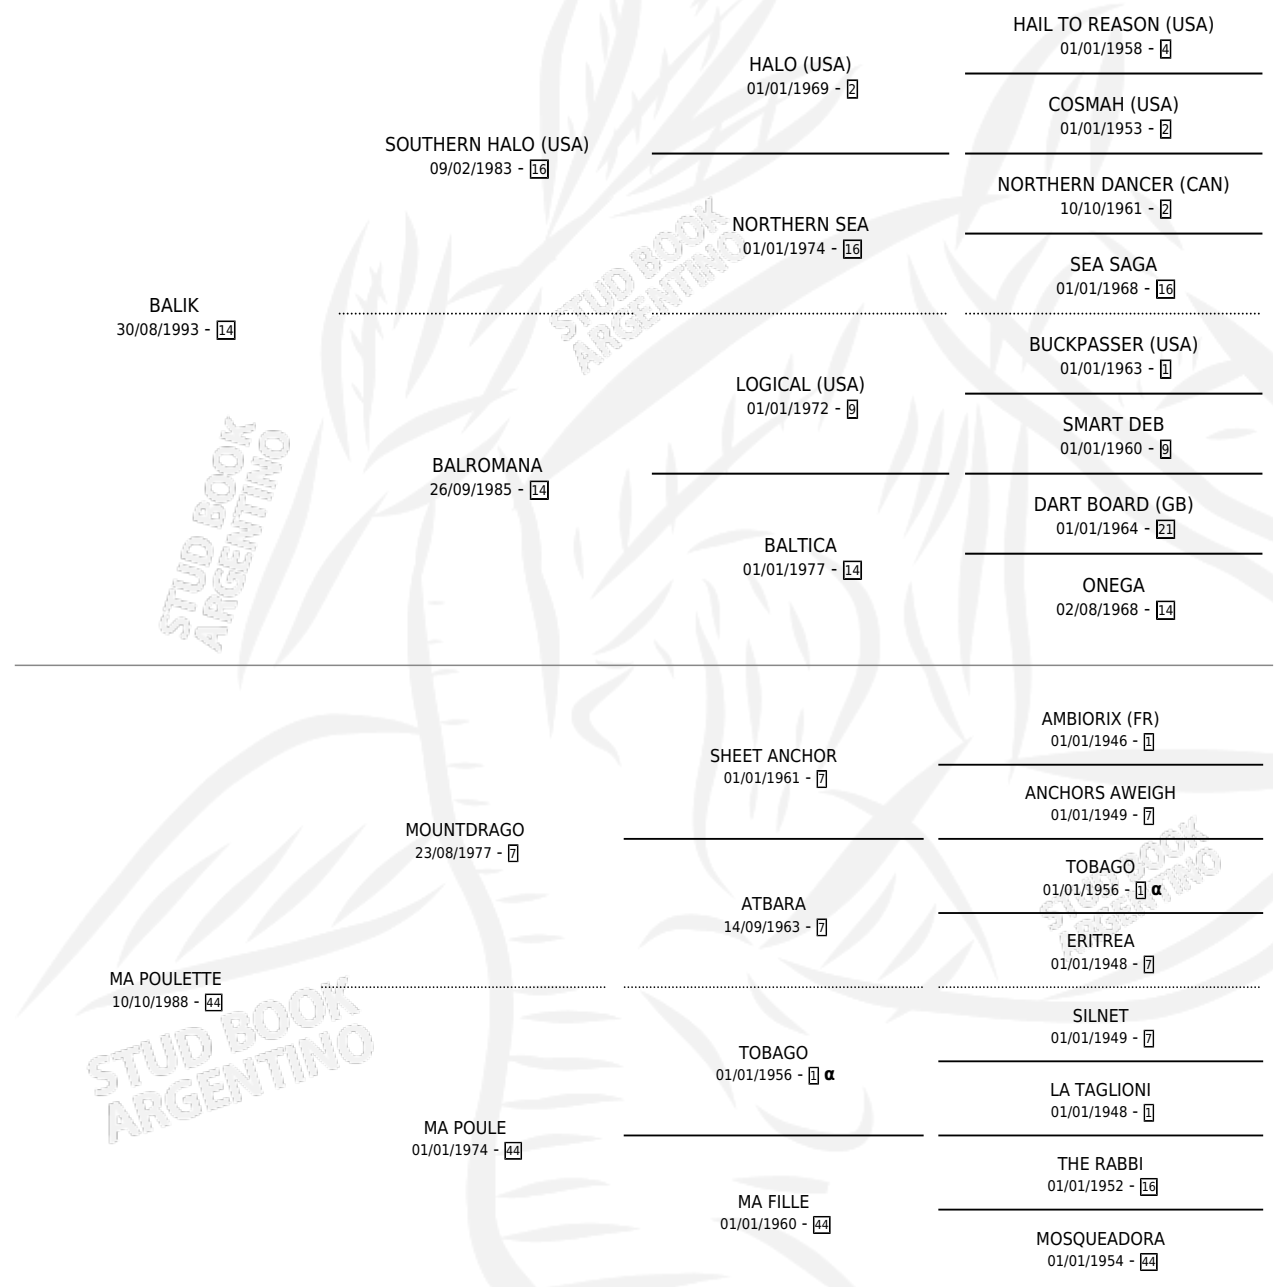 HAIL TO REASON (USA)
01/01/1958 - 4
HALO (USA)
01/01/1969 - 2
COSMAH (USA)
01/01/1953 - 2
SOUTHERN HALO (USA)
09/02/1983 - 16
NORTHERN DANCER (CAN)
10/10/1961 - 2
NORTHERN SEA
01/01/1974 - 16
SEA SAGA
01/01/1968 - 16
BALIK
30/08/1993 - 14
BUCKPASSER (USA)
01/01/1963 - 1
LOGICAL (USA)
01/01/1972 - 9
SMART DEB
01/01/1960 - 9
BALROMANA
26/09/1985 - 14
DART BOARD (GB)
01/01/1964 - 21
BALTICA
01/01/1977 - 14
ONEGA
02/08/1968 - 14
AMBIORIX (FR)
01/01/1946 - 1
SHEET ANCHOR
01/01/1961 - 7
ANCHORS AWEIGH
01/01/1949 - 7
MOUNTDRAGO
23/08/1977 - 7
TOBAGO
01/01/1956 - 1 α
ATBARA
14/09/1963 - 7
ERITREA
01/01/1948 - 7
MA POULETTE
10/10/1988 - 44
SILNET
01/01/1949 - 7
TOBAGO
01/01/1956 - 1 α
LA TAGLIONI
01/01/1948 - 1
MA POULE
01/01/1974 - 44
THE RABBI
01/01/1952 - 16
MA FILLE
01/01/1960 - 44
MOSQUEADORA
01/01/1954 - 44
STUD BOOK
ARGENTINO
STUD BOOK
ARGENTINO
STUD BOOK
ARGENTINO
STUD BOOK
ARGENTINO